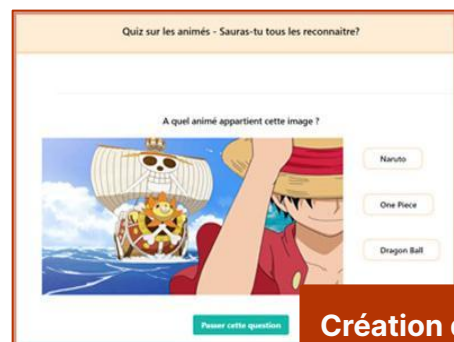 Quiz sur les animés - Sauras-tu tous les reconnaitre?
A quel animé appartient cette image ?
Naruto
One Piece
Dragon Ball
Passer cette question
Création